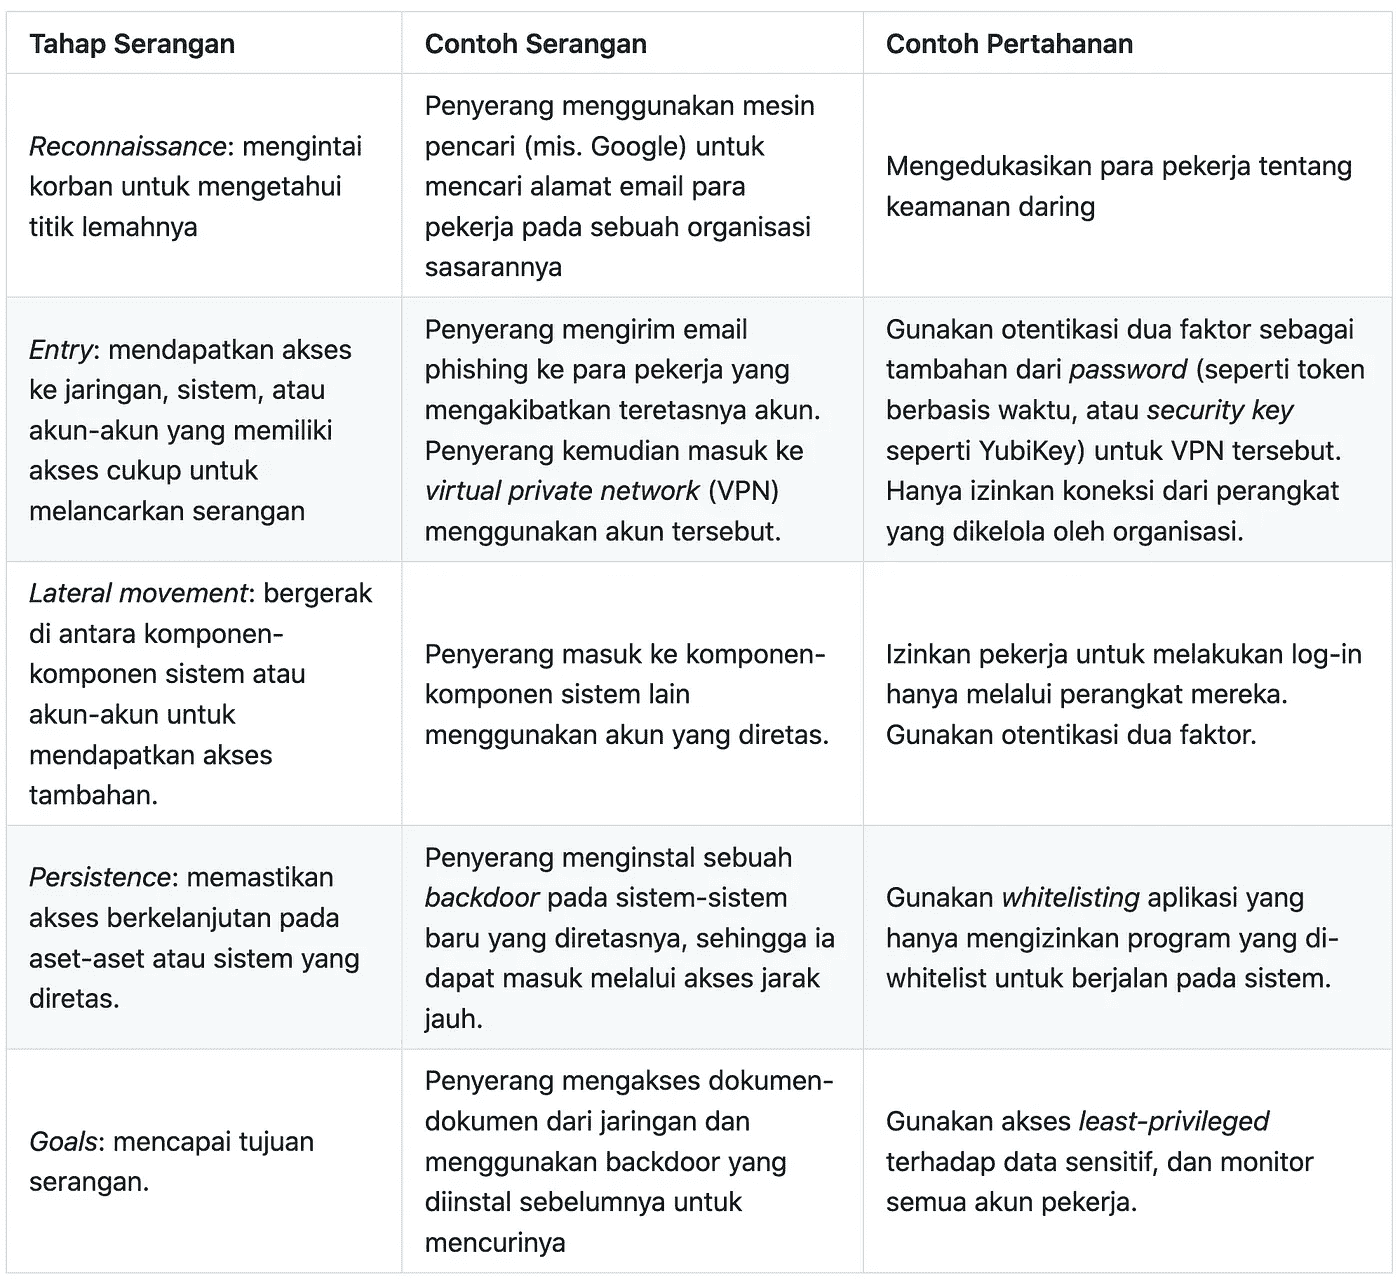 Tahap Serangan
Contoh Serangan
Contoh Pertahanan
Reconnaissance: mengintai
korban untuk mengetahui
titik lemahnya
Penyerang menggunakan mesin
pencari (mis. Google) untuk
mencari alamat email para
pekerja pada sebuah organisasi
sasarannya
Mengedukasikan para pekerja tentang
keamanan daring
Entry: mendapatkan akses
ke jaringan, sistem, atau
akun-akun yang memiliki
akses cukup untuk
melancarkan serangan
Penyerang mengirim email
phishing ke para pekerja yang
mengakibatkan teretasnya akun.
Penyerang kemudian masuk ke
virtual private network (VPN)
menggunakan akun tersebut.
Gunakan otentikasi dua faktor sebagai
tambahan dari password (seperti token
berbasis waktu, atau security key
seperti YubiKey) untuk VPN tersebut.
Hanya izinkan koneksi dari perangkat
yang dikelola oleh organisasi.
Lateral movement: bergerak
di antara komponen-
komponen sistem atau
akun-akun untuk
mendapatkan akses
tambahan.
Penyerang masuk ke komponen-
komponen sistem lain
menggunakan akun yang diretas.
Izinkan pekerja untuk melakukan log-in
hanya melalui perangkat mereka.
Gunakan otentikasi dua faktor.
Persistence: memastikan
akses berkelanjutan pada
aset-aset atau sistem yang
diretas.
Penyerang menginstal sebuah
backdoor pada sistem-sistem
baru yang diretasnya, sehingga ia
dapat masuk melalui akses jarak
jauh.
Gunakan whitelisting aplikasi yang
hanya mengizinkan program yang di-
whitelist untuk berjalan pada sistem.
Goals: mencapai tujuan
serangan.
Penyerang mengakses dokumen-
dokumen dari jaringan dan
menggunakan backdoor yang
diinstal sebelumnya untuk
mencurinya
Gunakan akses least-privileged
terhadap data sensitif, dan monitor
semua akun pekerja.